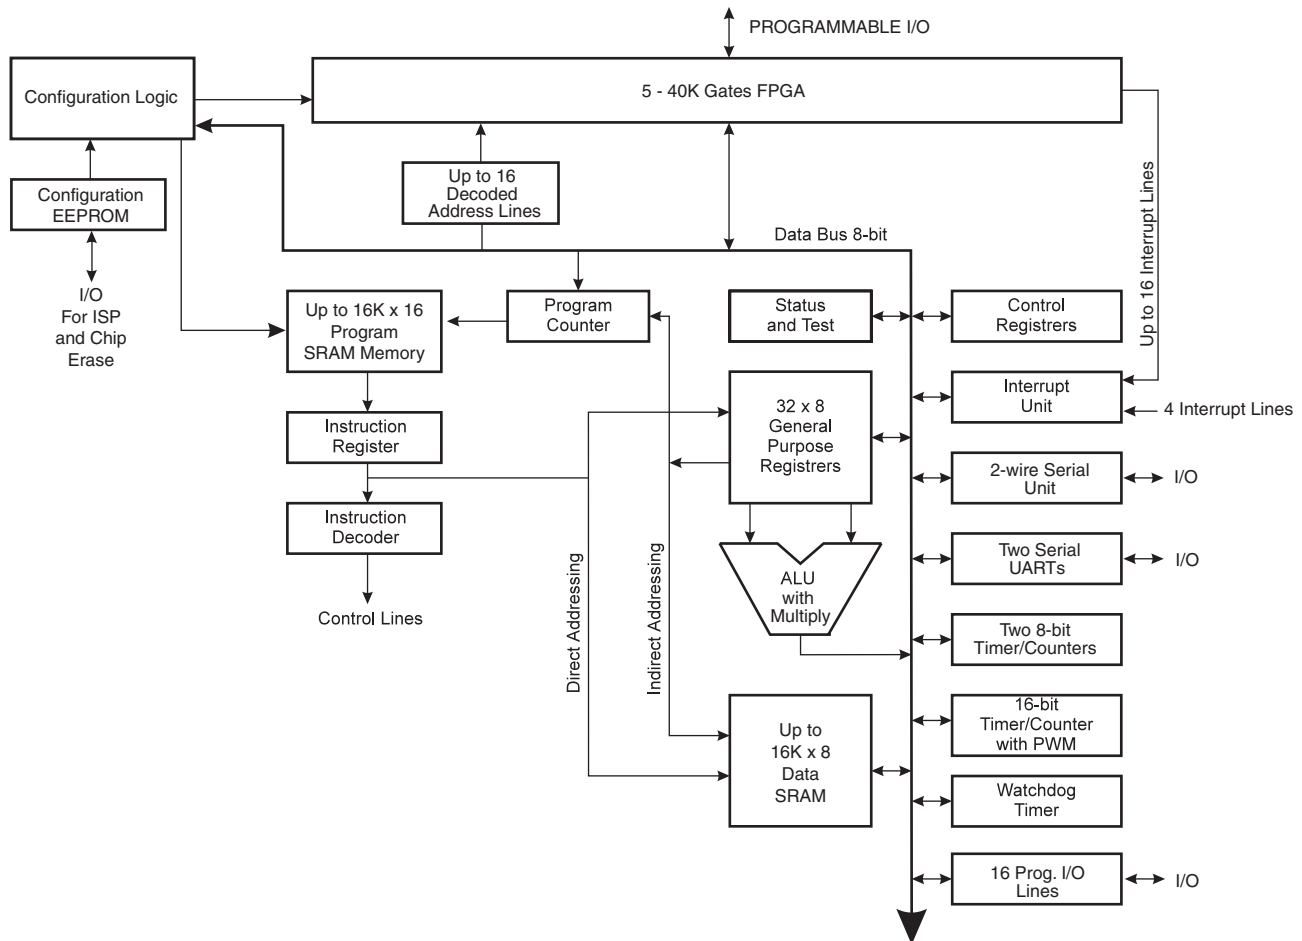 PROGRAMMABLE I/O
Configuration Logic
5 - 40K Gates FPGA
Up to 16
Decoded
Address Lines
Configuration
EEPROM
Data Bus 8-bit
Up to 16 Interrupt Lines
I/O
For ISP
and Chip
Erase
Up to 16K x 16
Program
SRAM Memory
Program
Counter
Status
and Test
Control
Registrers
Interrupt
Unit
4 Interrupt Lines
32 x 8
General
Purpose
Registrers
Instruction
Register
2-wire Serial
Unit
I/O
Instruction
Decoder
Two Serial
UARTs
I/O
ALU
with
Multiply
Control Lines
Direct Addressing
Indirect Addressing
Two 8-bit
Timer/Counters
16-bit
Timer/Counter
with PWM
Up to
16K x 8
Data
SRAM
Watchdog
Timer
16 Prog. I/O
Lines
I/O